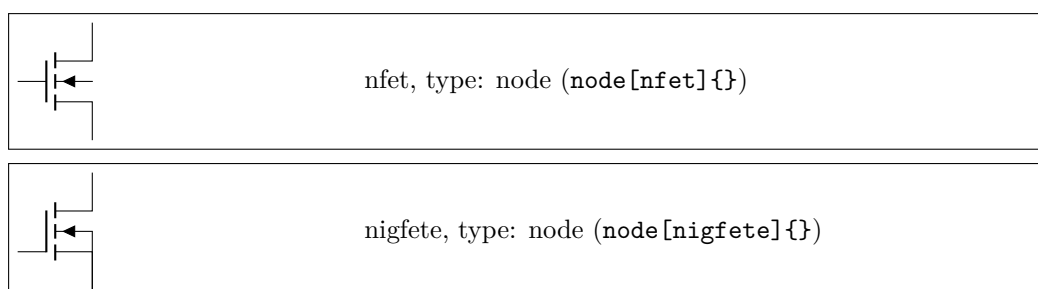 nfet, type: node (node[nfet]{})
nigfete, type: node (node[nigfete]{})